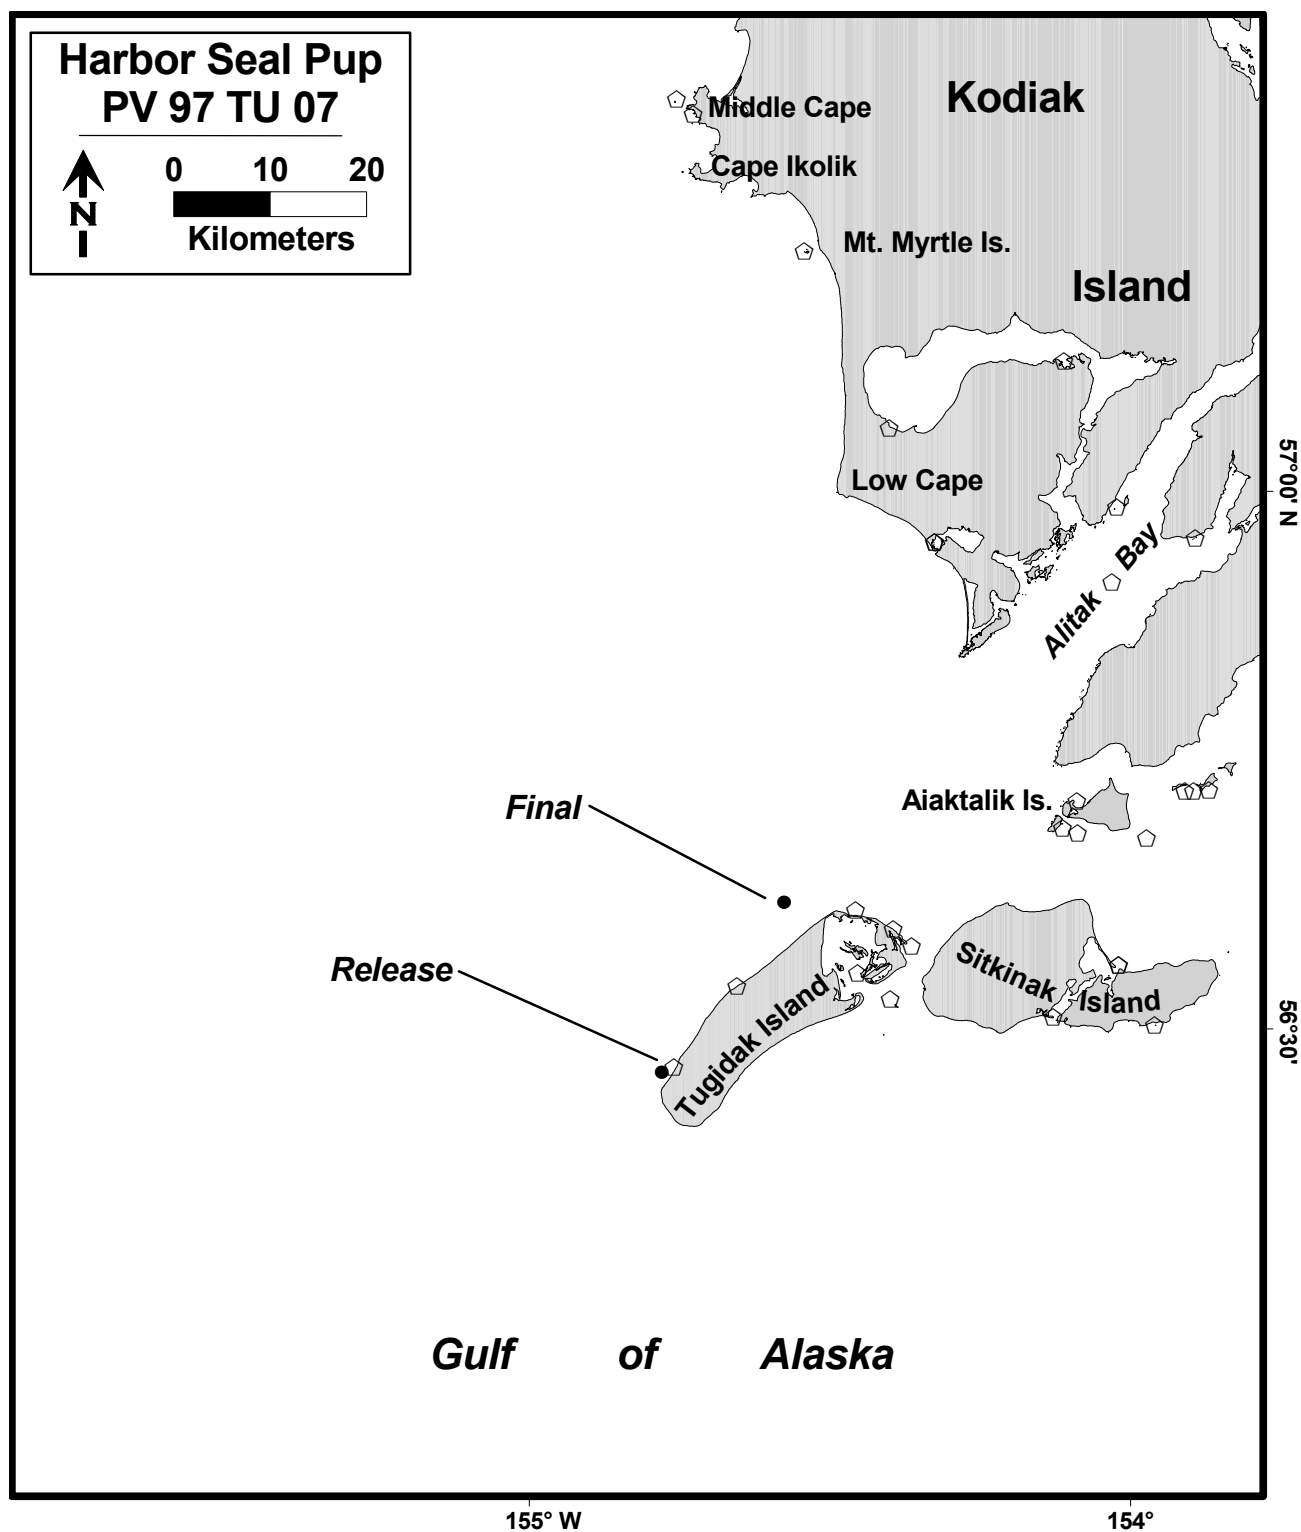 Harbor Seal Pup
PV 97 TU 07
0 10 20
N
Kilometers
Kodiak
Middle Cape
Cape Ikolik
Mt. Myrtle Is.
Island
Low Cape
57°00' N
Alitak Bay
Final
Aiaktalik Is.
Release
Sitkinak Island
Tugidak Island
56°30'
Gulf of Alaska
155° W 154°